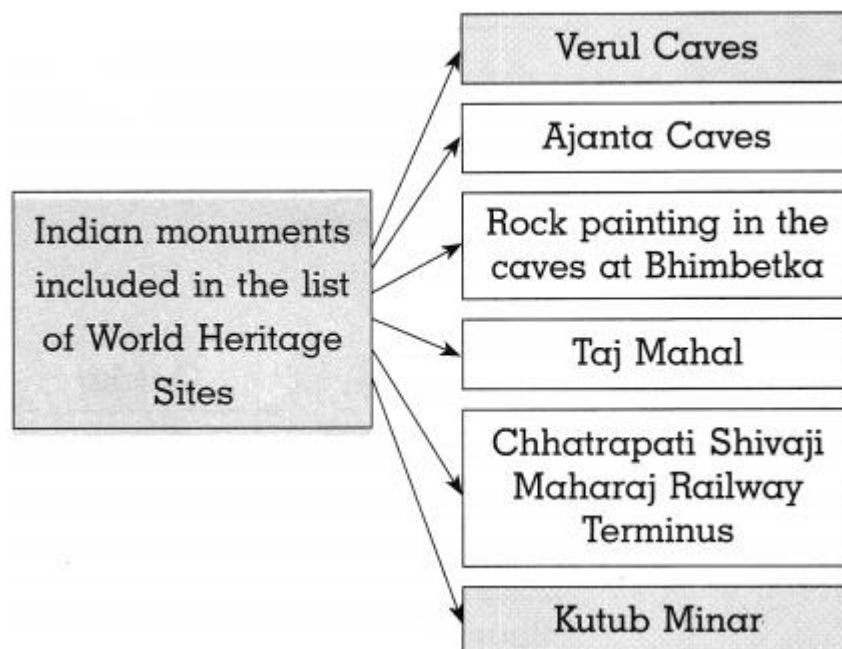 Indian monuments
included in the list
of World Heritage
Sites
Verul Caves
Ajanta Caves
Rock painting in the
caves at Bhimbetka
Taj Mahal
Chhatrapati Shivaji
Maharaj Railway
Terminus
Kutub Minar